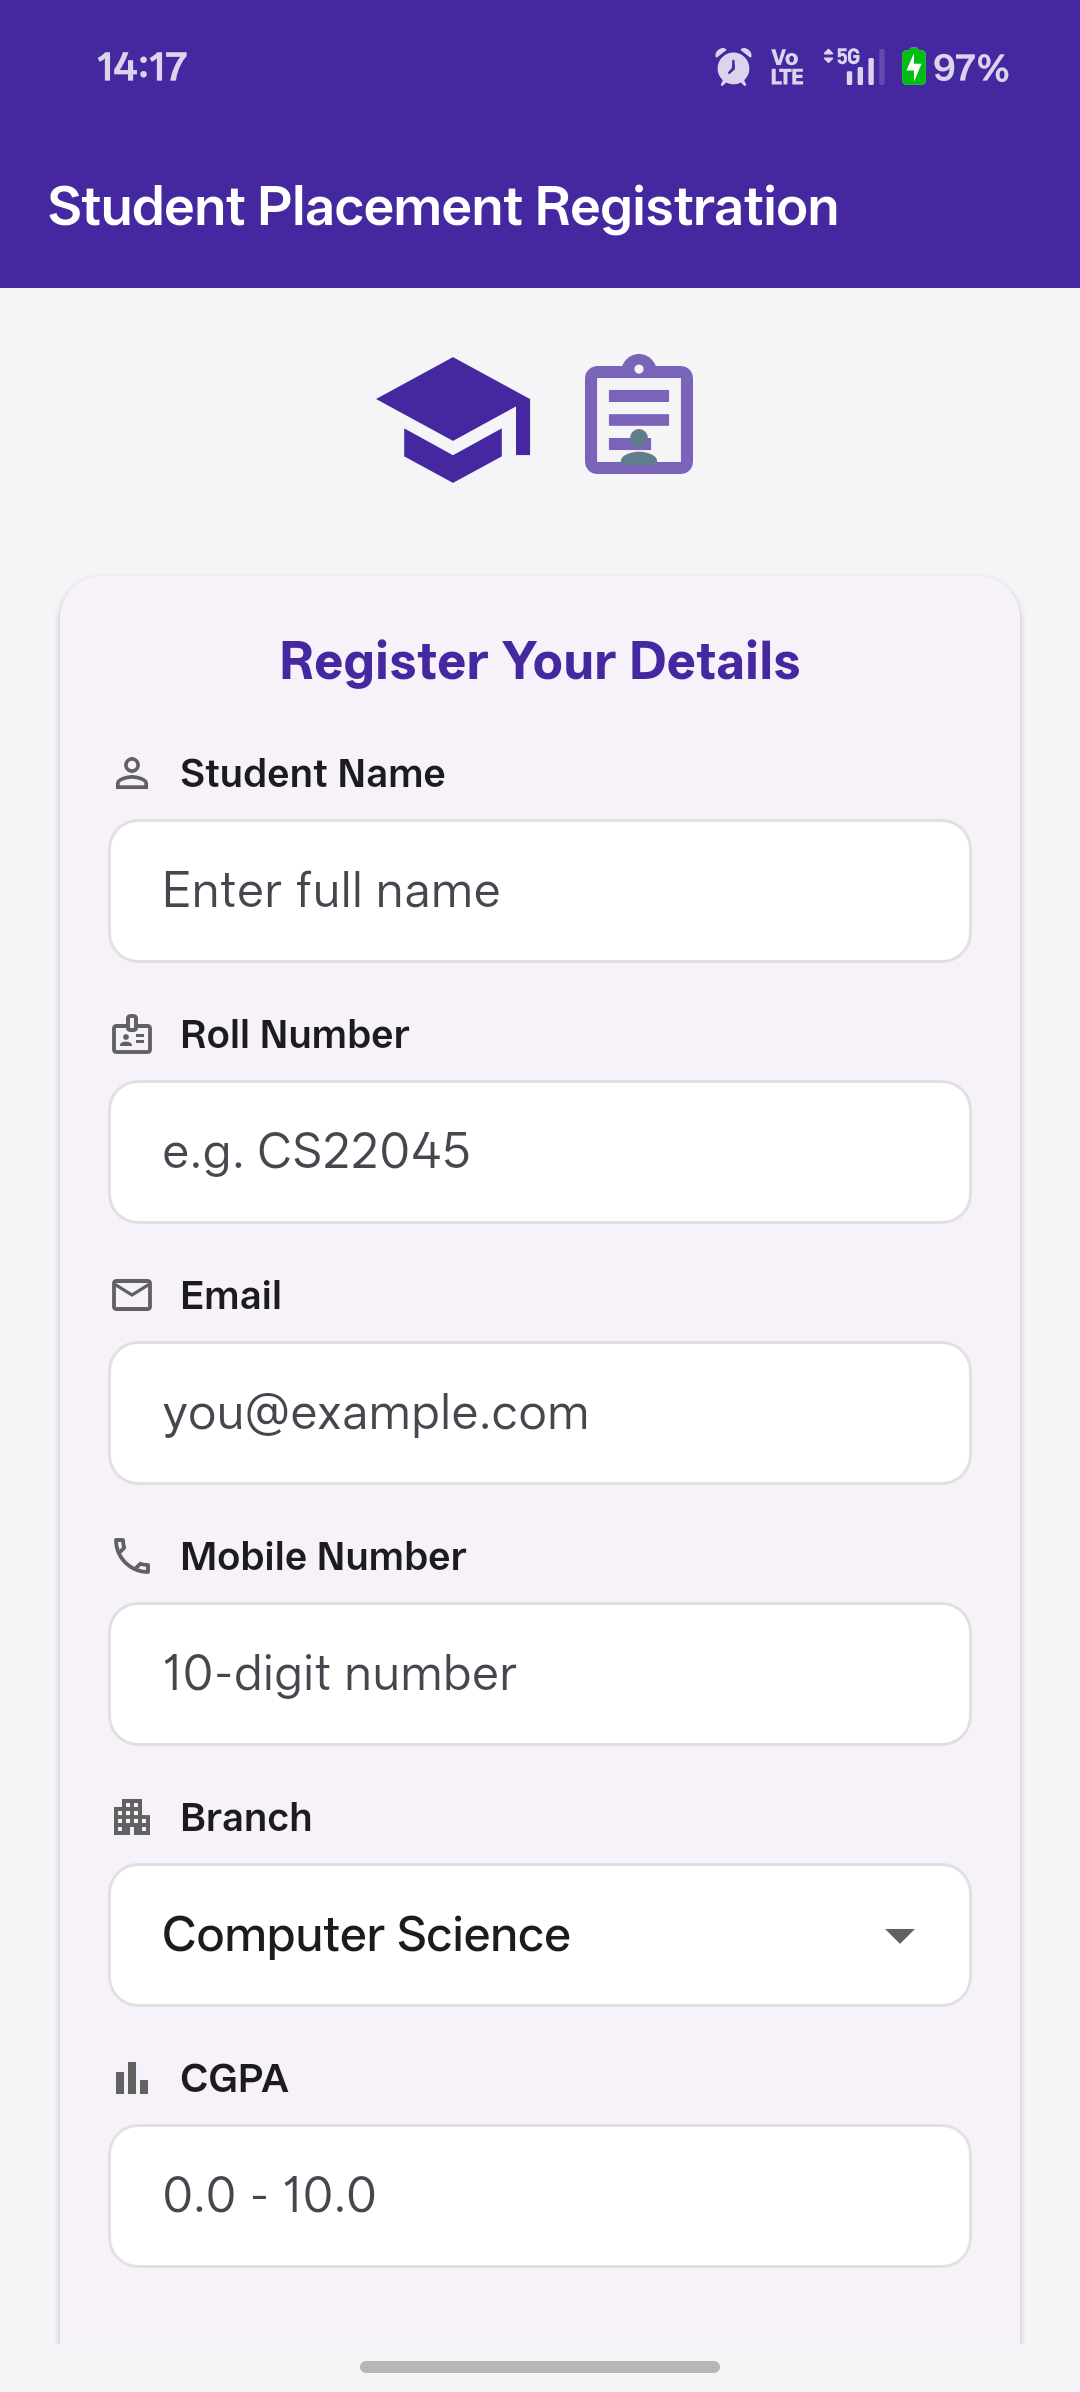 14:17
Vo
LTE
5G
97%
Student Placement Registration
Register Your Details
Student Name
Enter full name
Roll Number
e.g. CS22045
Email
you@example.com
Mobile Number
10-digit number
Branch
Computer Science
CGPA
0.0 - 10.0